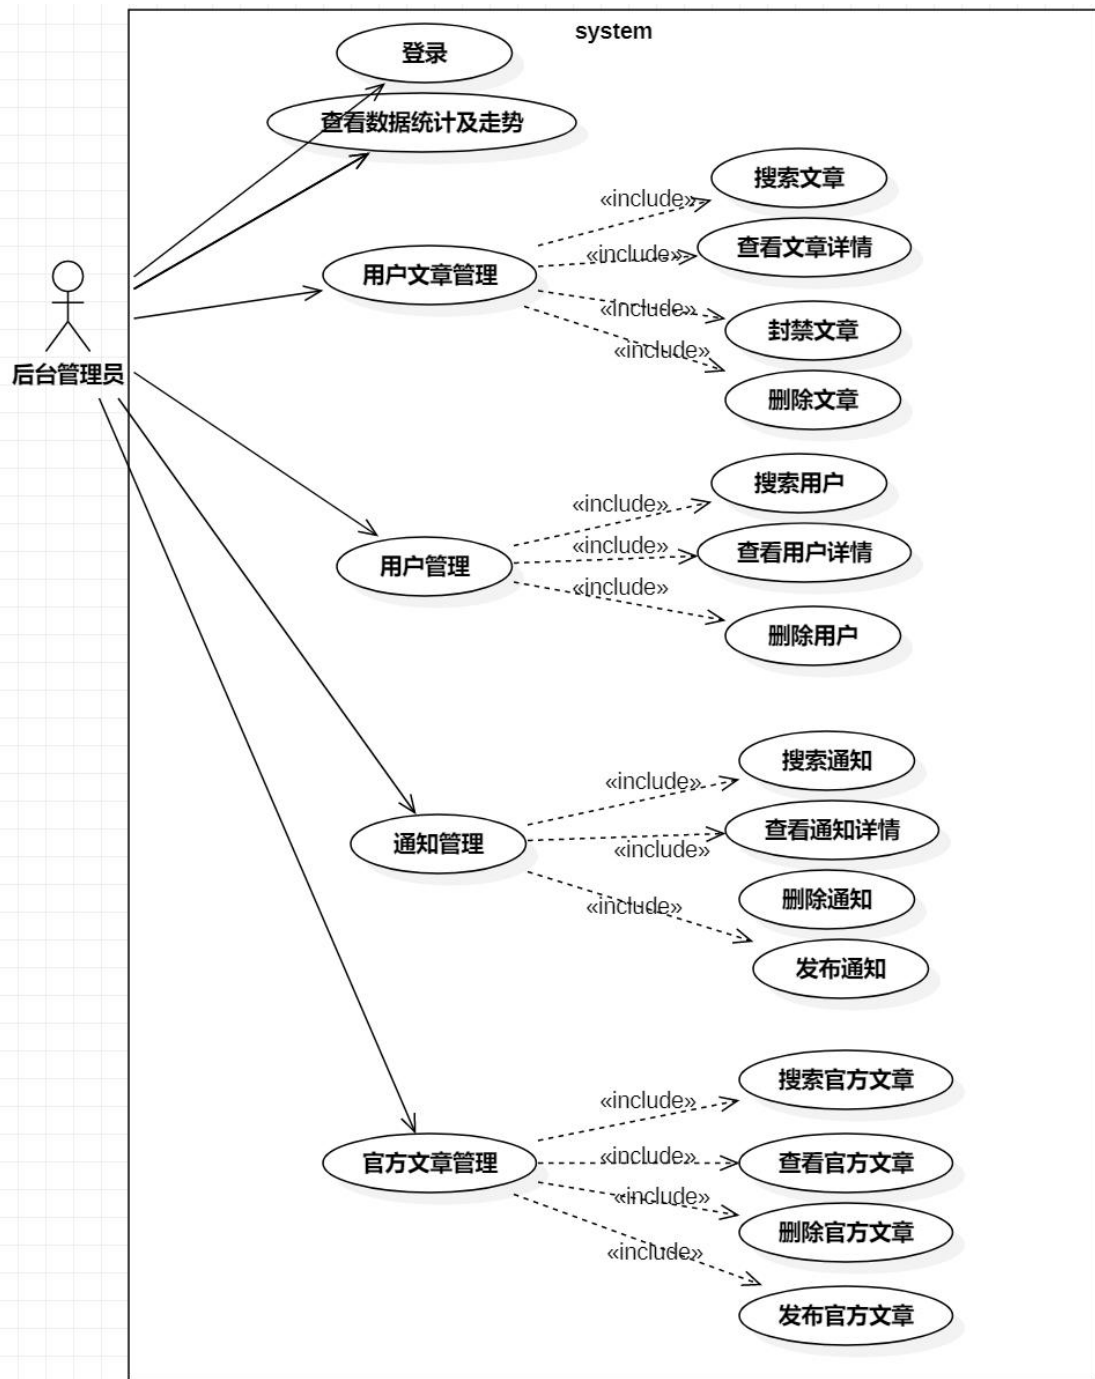 system
登录
查看数据统计及走势
搜索文章
«include»
查看文章详情
«include»
用户文章管理
«include»
封禁文章
«include»
删除文章
后台管理员
搜索用户
«include»
查看用户详情
«include»
用户管理
«include»
删除用户
搜索通知
«include»
查看通知详情
通知管理
«include»
删除通知
«include»
发布通知
搜索官方文章
«include»
官方文章管理
«include»
查看官方文章
«include»
删除官方文章
«include»
发布官方文章